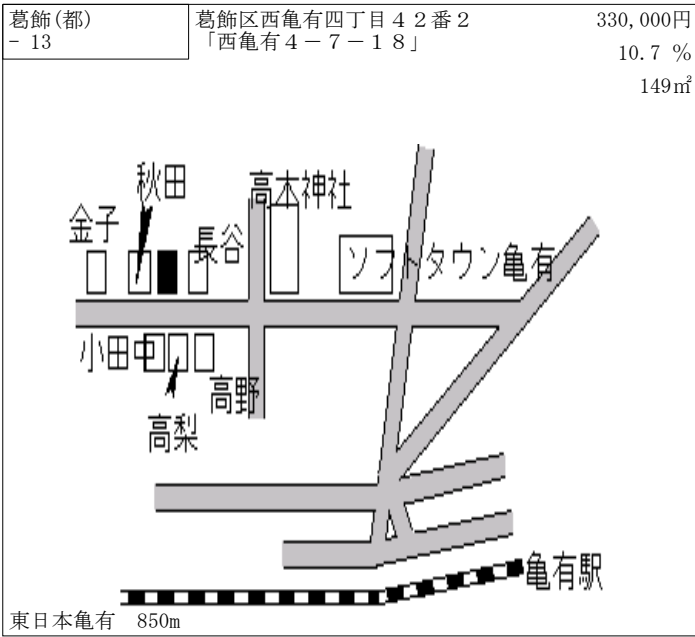 葛飾(都)
- 13
葛飾区西亀有四丁目４２番２
「西亀有４－７－１８」
330,000円
10.7 %
149㎡
秋田
高木神社
金子
長谷
ソフトタウン亀有
小田中
高野
高梨
亀有駅
東日本亀有 850m